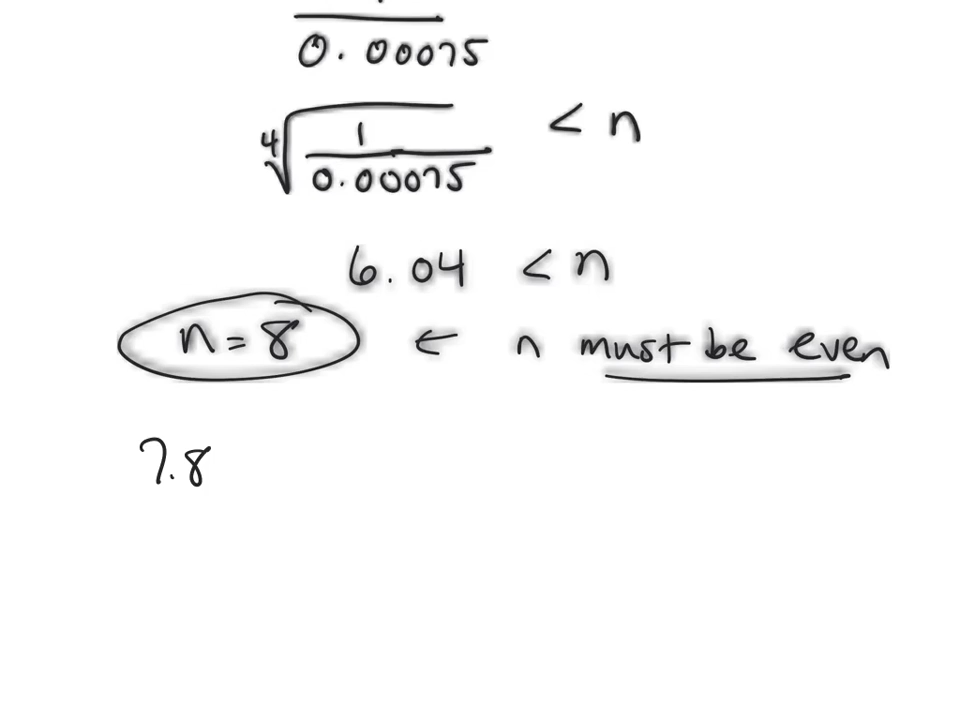 0.00075
4√ 1 / 0.00075 < n
6.04 < n
n = 8 ← n must be even
7.8